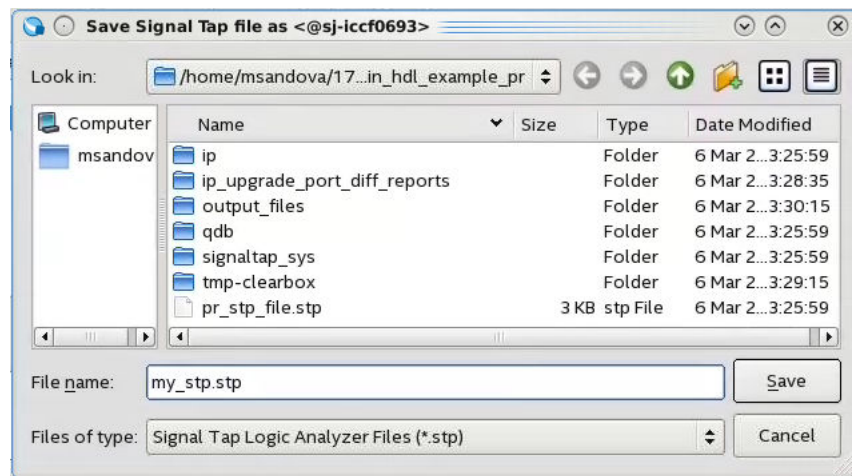 Save Signal Tap file as <@sj-iccf0693>
Look in: /home/msandova/17...in_hdl_example_pr
Computer
msandov
Name Size Type Date Modified
ip Folder 6 Mar 2...3:25:59
ip_upgrade_port_diff_reports Folder 6 Mar 2...3:28:35
output_files Folder 6 Mar 2...3:30:15
qdb Folder 6 Mar 2...3:25:59
signaltap_sys Folder 6 Mar 2...3:25:59
tmp-clearbox Folder 6 Mar 2...3:29:15
pr_stp_file.stp 3 KB stp File 6 Mar 2...3:25:59
File name: my_stp.stp Save
Files of type: Signal Tap Logic Analyzer Files (*.stp) Cancel